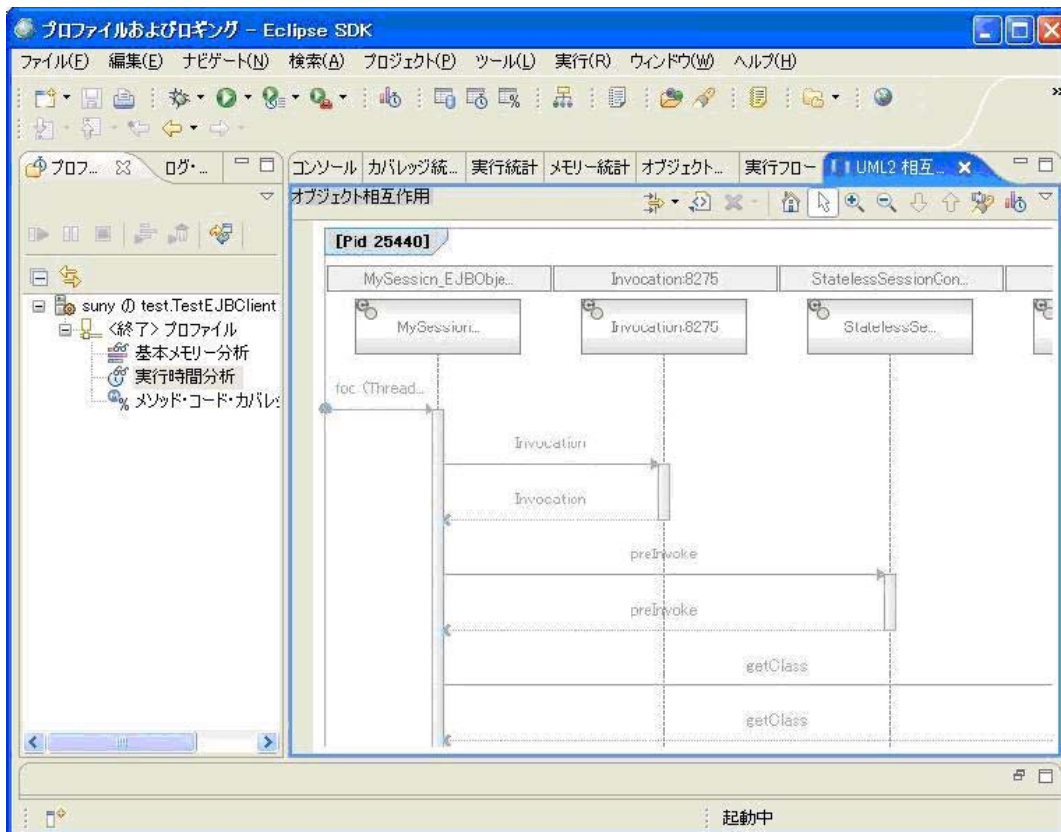 プロファイルおよびロギング - Eclipse SDK
ファイル(F) 編集(E) ナビゲート(N) 検索(A) プロジェクト(P) ツール(L) 実行(R) ウィンドウ(W) ヘルプ(H)
プロフ... ログ・...
コンソール カバレッジ統... 実行統計 メモリー統計 オブジェクト... 実行フロー UML2 相互...
オブジェクト相互作用
suny の test.TestEJBClient
<終了> プロファイル
基本メモリー分析
実行時間分析
メソッド・コード・カバレ
[Pid 25440]
MySession_EJBObje... Invocation:8275 StatelessSessionCon...
MySession... Invocation:8275 StatelessSe...
foo (Thread...
Invocation
Invocation
preInvoke
preInvoke
getClass
getClass
起動中